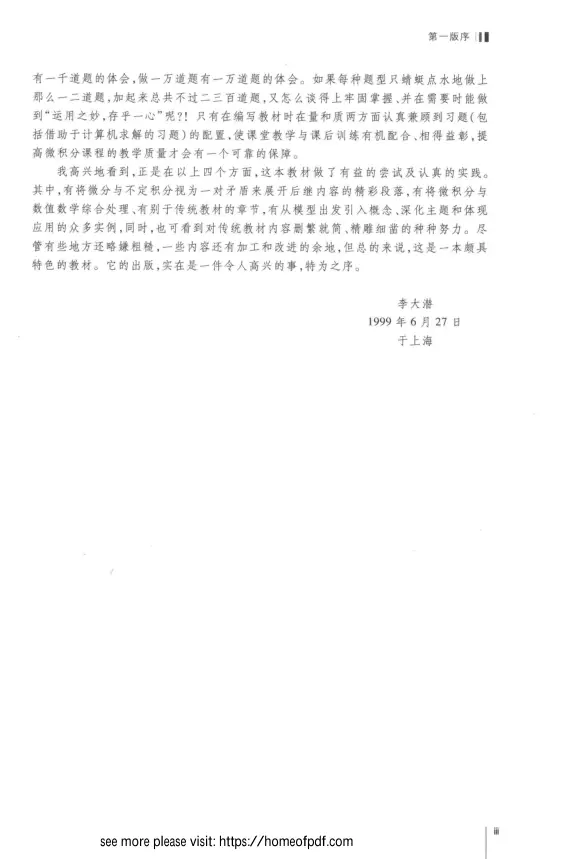 第一版序
有一千道题的体会,做一万道题有一万道题的体会。如果每种题型只蜻蜓点水地做上
那么一二道题,加起来总共不过二三百道题,又怎么谈得上牢固掌握、并在需要时能做
到“运用之妙,存乎一心”呢?! 只有在编写教材时在量和质两方面认真兼顾到习题(包
括借助于计算机求解的习题)的配置,使课堂教学与课后训练有机配合、相得益彰,提
高微积分课程的教学质量才会有一个可靠的保障。
我高兴地看到,正是在以上四个方面,这本教材做了有益的尝试及认真的实践。
其中,有将微分与不定积分视为一对矛盾来展开后继内容的精彩段落,有将微积分与
数值数学综合处理、有别于传统教材的章节,有从模型出发引入概念、深化主题和体现
应用的众多实例,同时,也可看到对传统教材内容删繁就简、精雕细凿的种种努力。尽
管有些地方还略嫌粗糙,一些内容还有加工和改进的余地,但总的来说,这是一本颇具
特色的教材。它的出版,实在是一件令人高兴的事,特为之序。
李大潜
1999 年 6 月 27 日
于上海
iii
see more please visit: https://homeofpdf.com